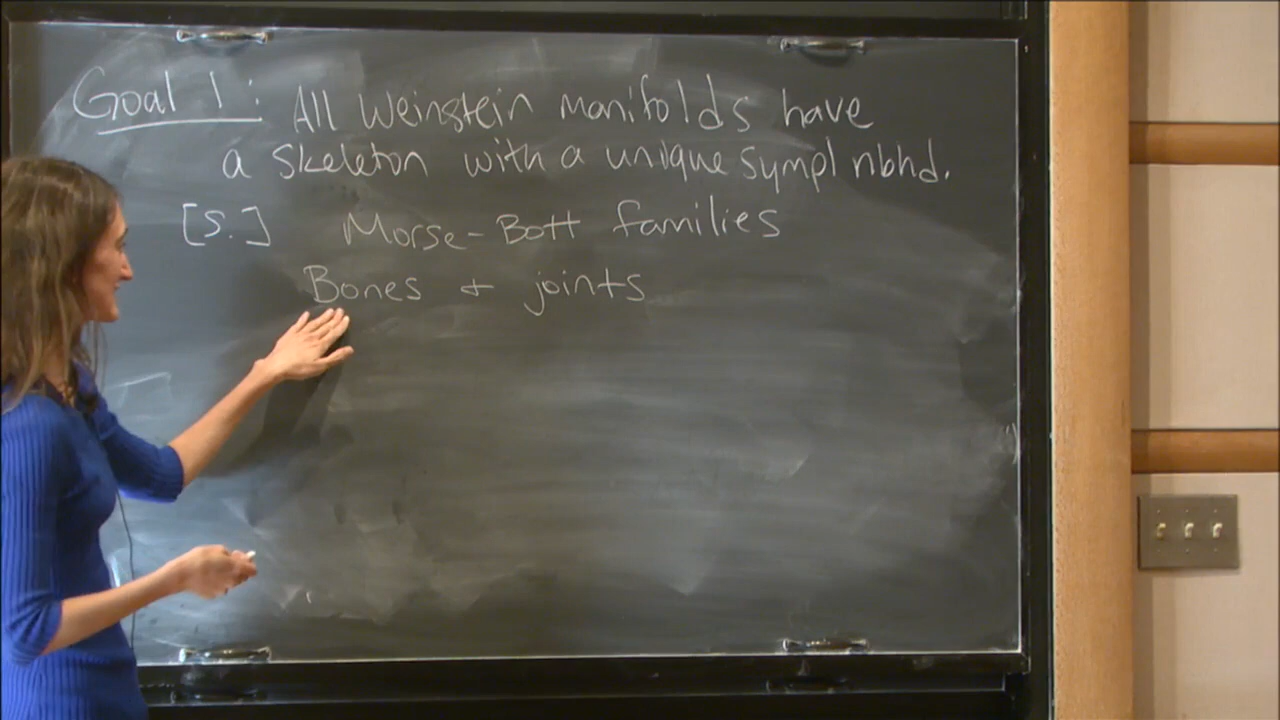 Goal 1: All Weinstein manifolds have
a skeleton with a unique sympl nbhd.
[S.] Morse-Bott families
Bones + joints